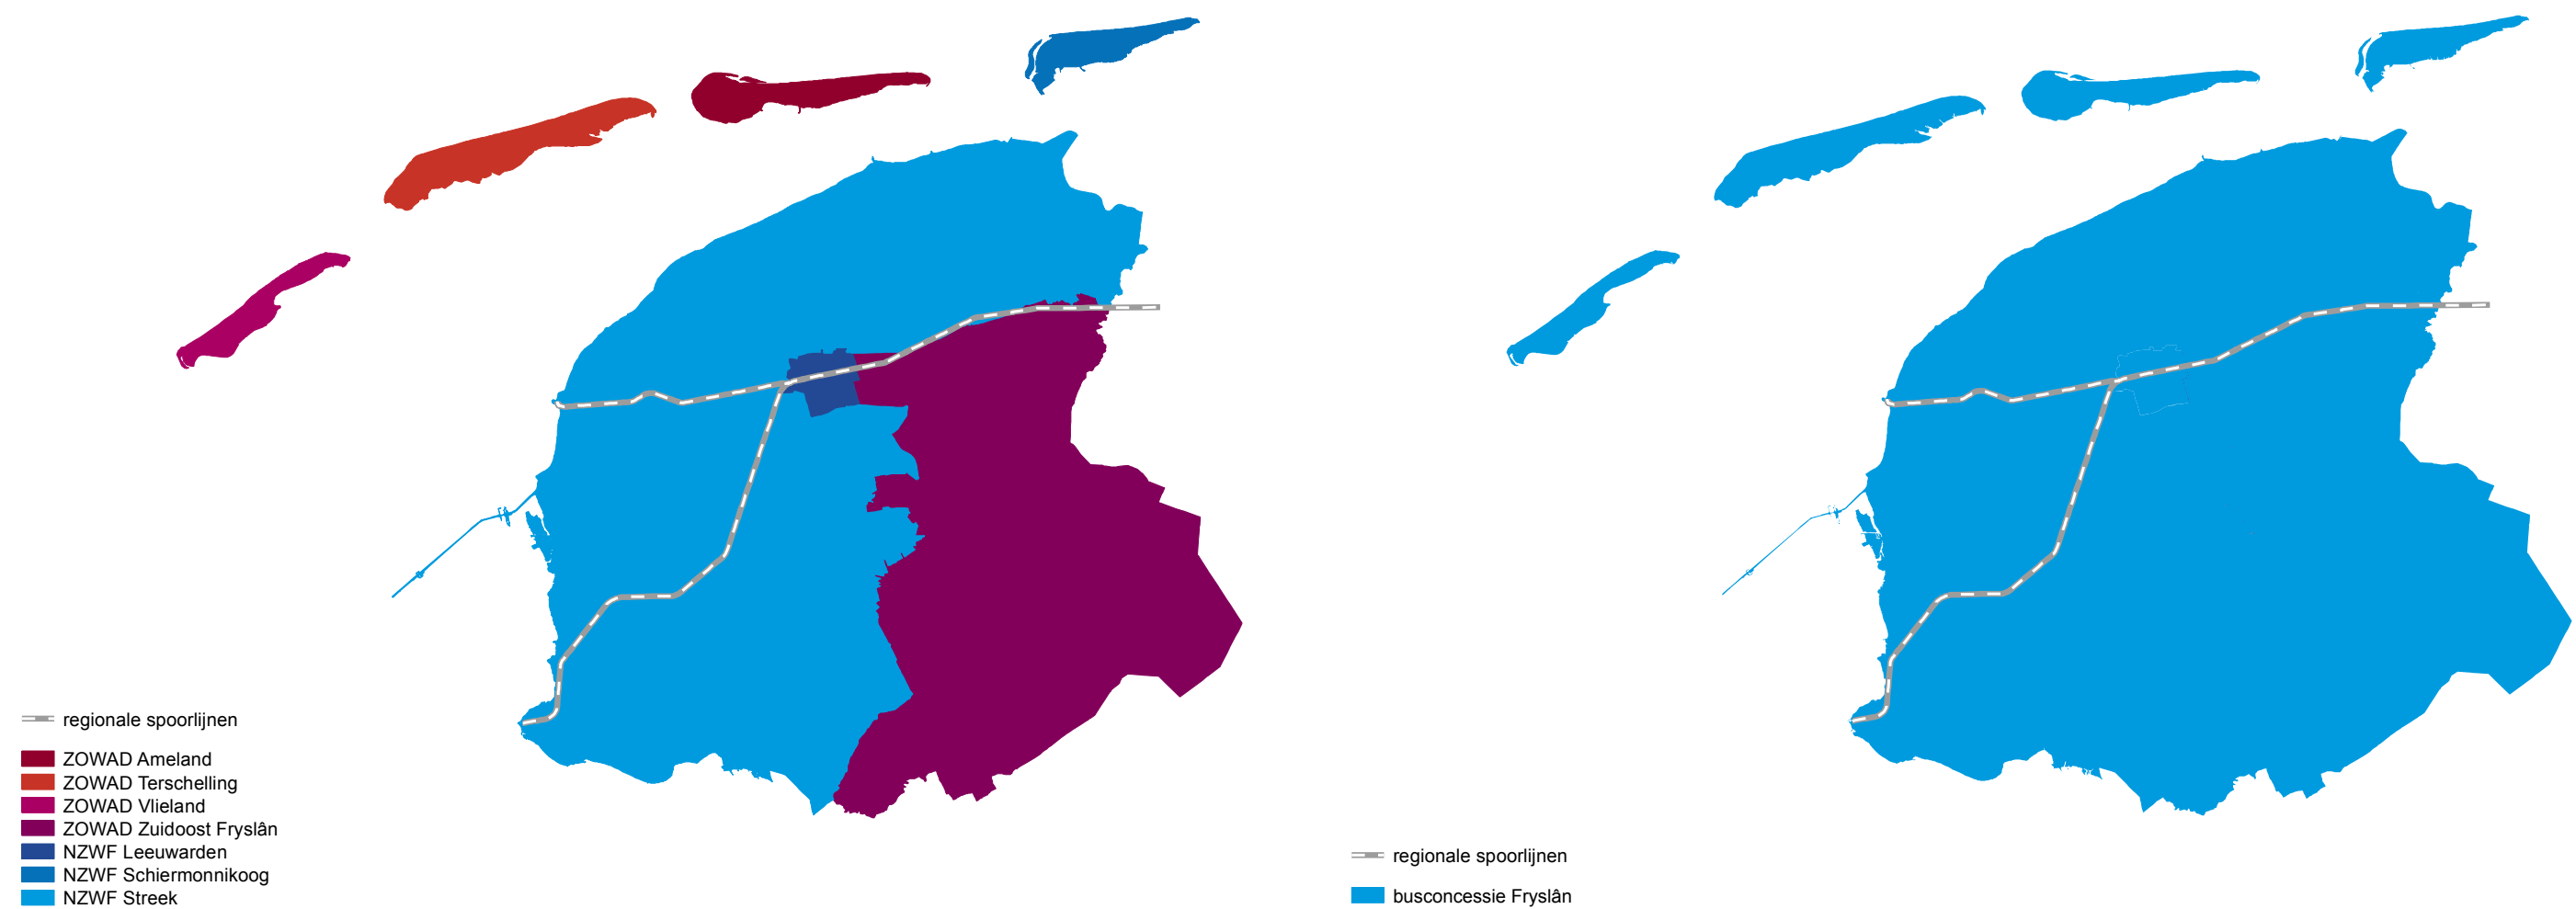 regionale spoorlijnen
ZOWAD Ameland
ZOWAD Terschelling
ZOWAD Vlieland
ZOWAD Zuidoost Fryslân
NZWF Leeuwarden
NZWF Schiermonnikoog
NZWF Streek
regionale spoorlijnen
busconcessie Fryslân